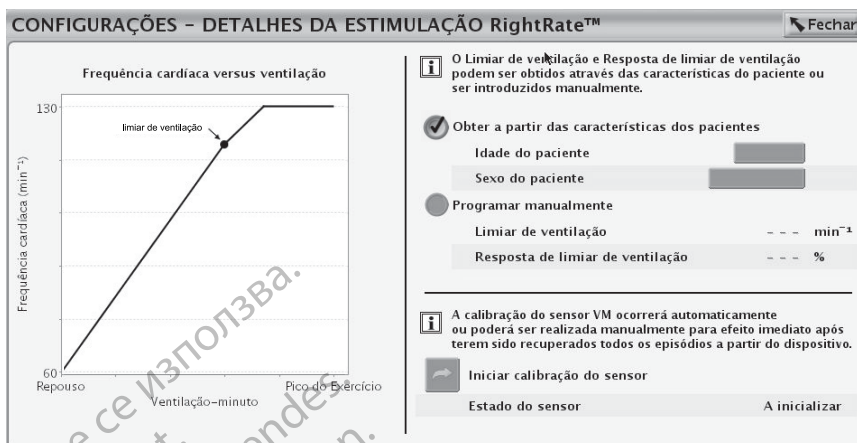 CONFIGURAÇÕES - DETALHES DA ESTIMULAÇÃO RightRate™
Fechar
Frequência cardíaca versus ventilação
130
limiar de ventilação
Frequência cardíaca (min⁻¹)
60
Repouso
Pico do Exercício
Ventilação-minuto
O Limiar de ventilação e Resposta de limiar de ventilação
podem ser obtidos através das características do paciente ou
ser introduzidos manualmente.
Obter a partir das características dos pacientes
Idade do paciente
Sexo do paciente
Programar manualmente
Limiar de ventilação - - - min⁻¹
Resposta de limiar de ventilação - - - %
A calibração do sensor VM ocorrerá automaticamente
ou poderá ser realizada manualmente para efeito imediato após
terem sido recuperados todos os episódios a partir do dispositivo.
Iniciar calibração do sensor
Estado do sensor A inicializar
се използва.